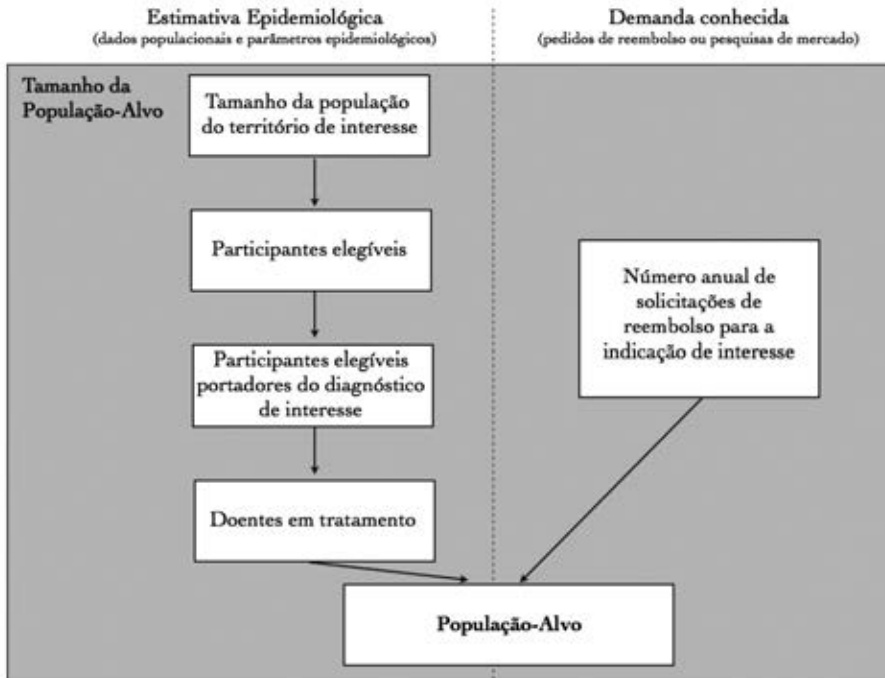 Estimativa Epidemiológica
(dados populacionais e parâmetros epidemiológicos)
Demanda conhecida
(pedidos de reembolso ou pesquisas de mercado)
Tamanho da
População-Alvo
Tamanho da população
do território de interesse
Participantes elegíveis
Participantes elegíveis
portadores do diagnóstico
de interesse
Doentes em tratamento
Número anual de
solicitações de
reembolso para a
indicação de interesse
População-Alvo